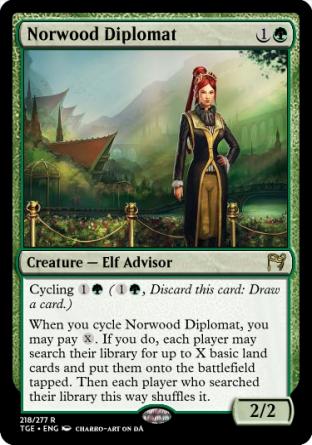 Norwood Diplomat 1
Creature — Elf Advisor
Cycling 1 ( 1 , Discard this card: Draw
a card.)
When you cycle Norwood Diplomat, you
may pay X . If you do, each player may
search their library for up to X basic land
cards and put them onto the battlefield
tapped. Then each player who searched
their library this way shuffles it.
2/2
218/277 R
TGE • ENG CHARRO-ART ON DÀ